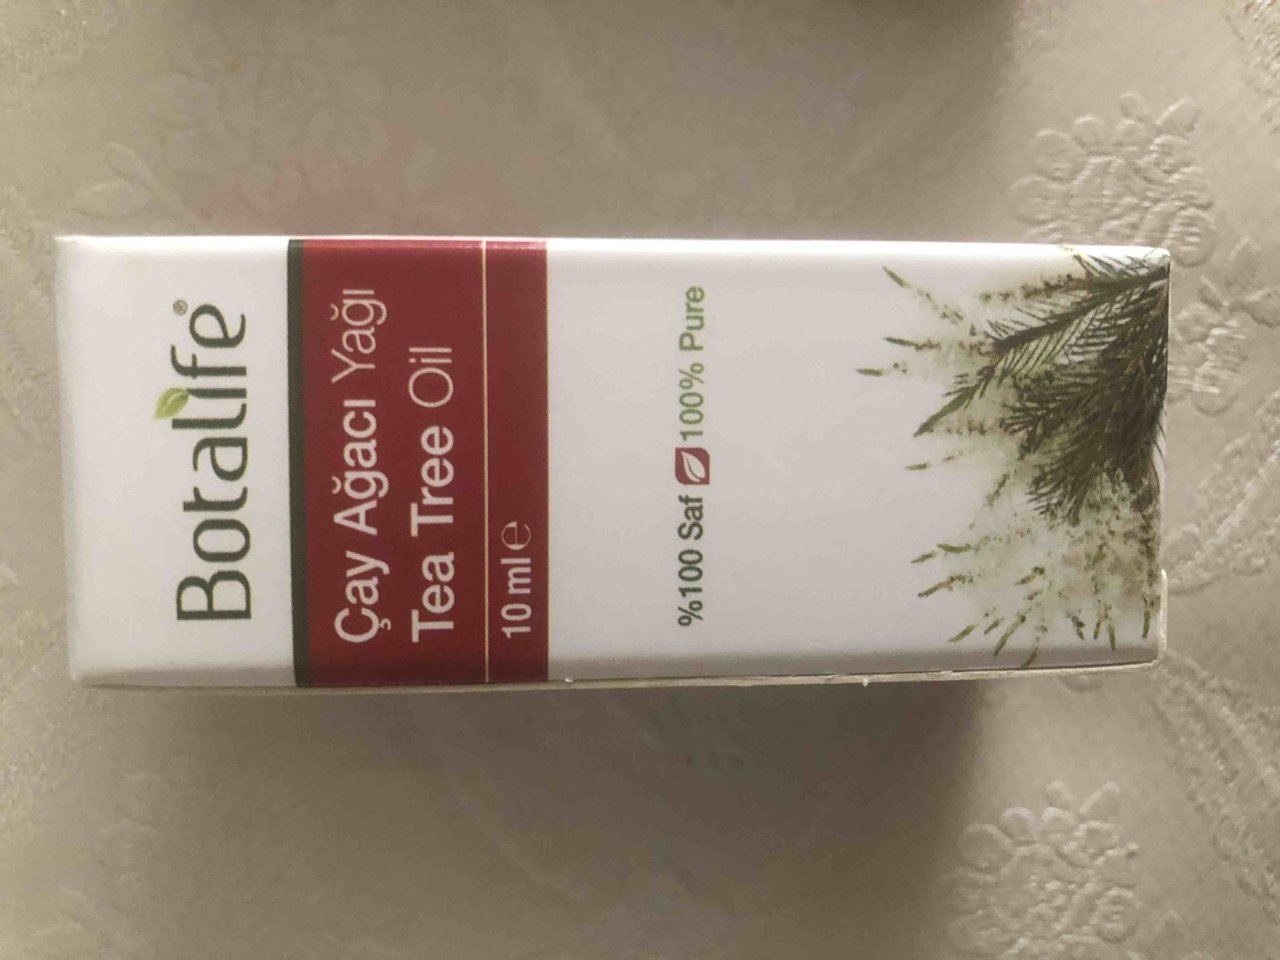 Botalife®
Çay Ağacı Yağı
Tea Tree Oil
10 ml ℮
%100 Saf 100% Pure